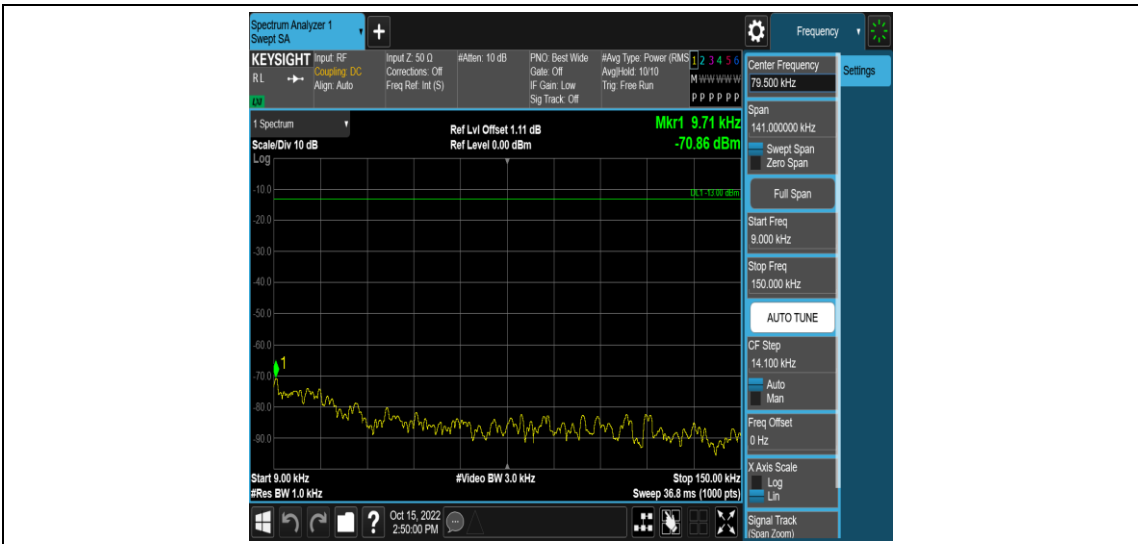 Spectrum Analyzer 1
Swept SA
+
Frequency
KEYSIGHT
RL
LXI
Input: RF
Coupling: DC
Align: Auto
Input Z: 50 Ω
Corrections: Off
Freq Ref: Int (S)
#Atten: 10 dB
PNO: Best Wide
Gate: Off
IF Gain: Low
Sig Track: Off
#Avg Type: Power (RMS
Avg|Hold: 10/10
Trig: Free Run
1 2 3 4 5 6
M W W W W W
P P P P P P
Center Frequency
79.500 kHz
Settings
1 Spectrum
Scale/Div 10 dB
Ref Lvl Offset 1.11 dB
Ref Level 0.00 dBm
Mkr1 9.71 kHz
-70.86 dBm
Log
DL1 -13.00 dBm
-10.0
-20.0
-30.0
-40.0
-50.0
-60.0
1
-70.0
-80.0
-90.0
Start 9.00 kHz
#Res BW 1.0 kHz
#Video BW 3.0 kHz
Stop 150.00 kHz
Sweep 36.8 ms (1000 pts)
Span
141.000000 kHz
Swept Span
Zero Span
Full Span
Start Freq
9.000 kHz
Stop Freq
150.000 kHz
AUTO TUNE
CF Step
14.100 kHz
Auto
Man
Freq Offset
0 Hz
X Axis Scale
Log
Lin
Signal Track
(Span Zoom)
?
Oct 15, 2022
2:50:00 PM